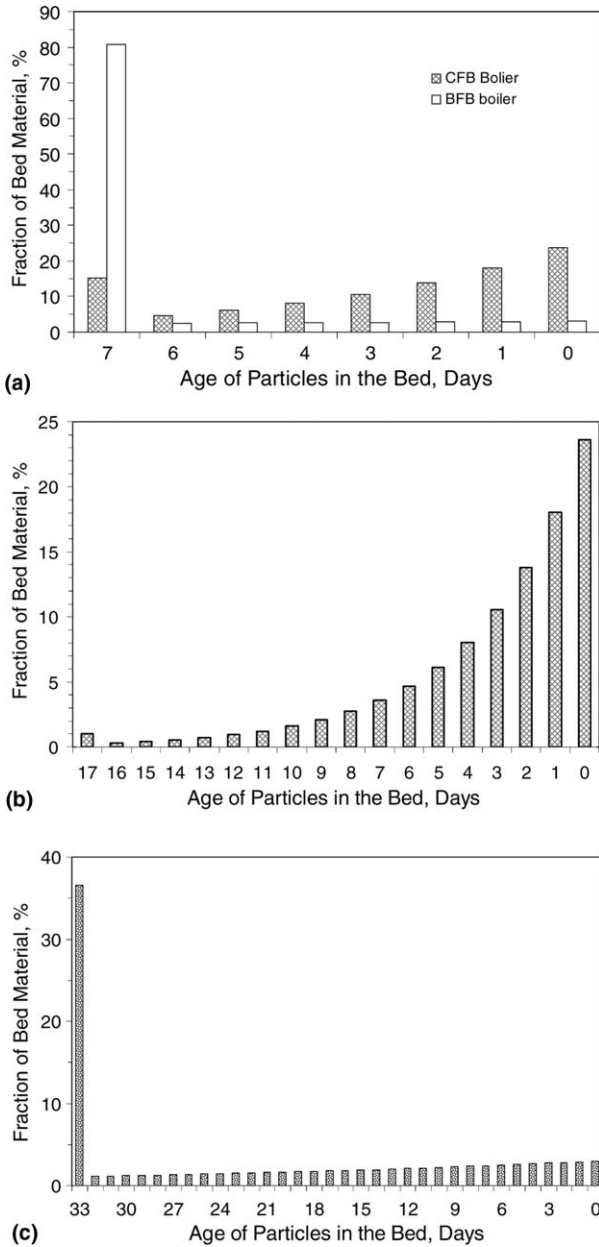 90
80
70
60
50
40
30
20
10
0
Fraction of Bed Material, %
CFB Bolier
BFB boiler
7 6 5 4 3 2 1 0
Age of Particles in the Bed, Days
(a)
25
20
15
10
5
0
Fraction of Bed Material, %
17 16 15 14 13 12 11 10 9 8 7 6 5 4 3 2 1 0
Age of Particles in the Bed, Days
(b)
40
30
20
10
0
Fraction of Bed Material, %
33 30 27 24 21 18 15 12 9 6 3 0
Age of Particles in the Bed, Days
(c)